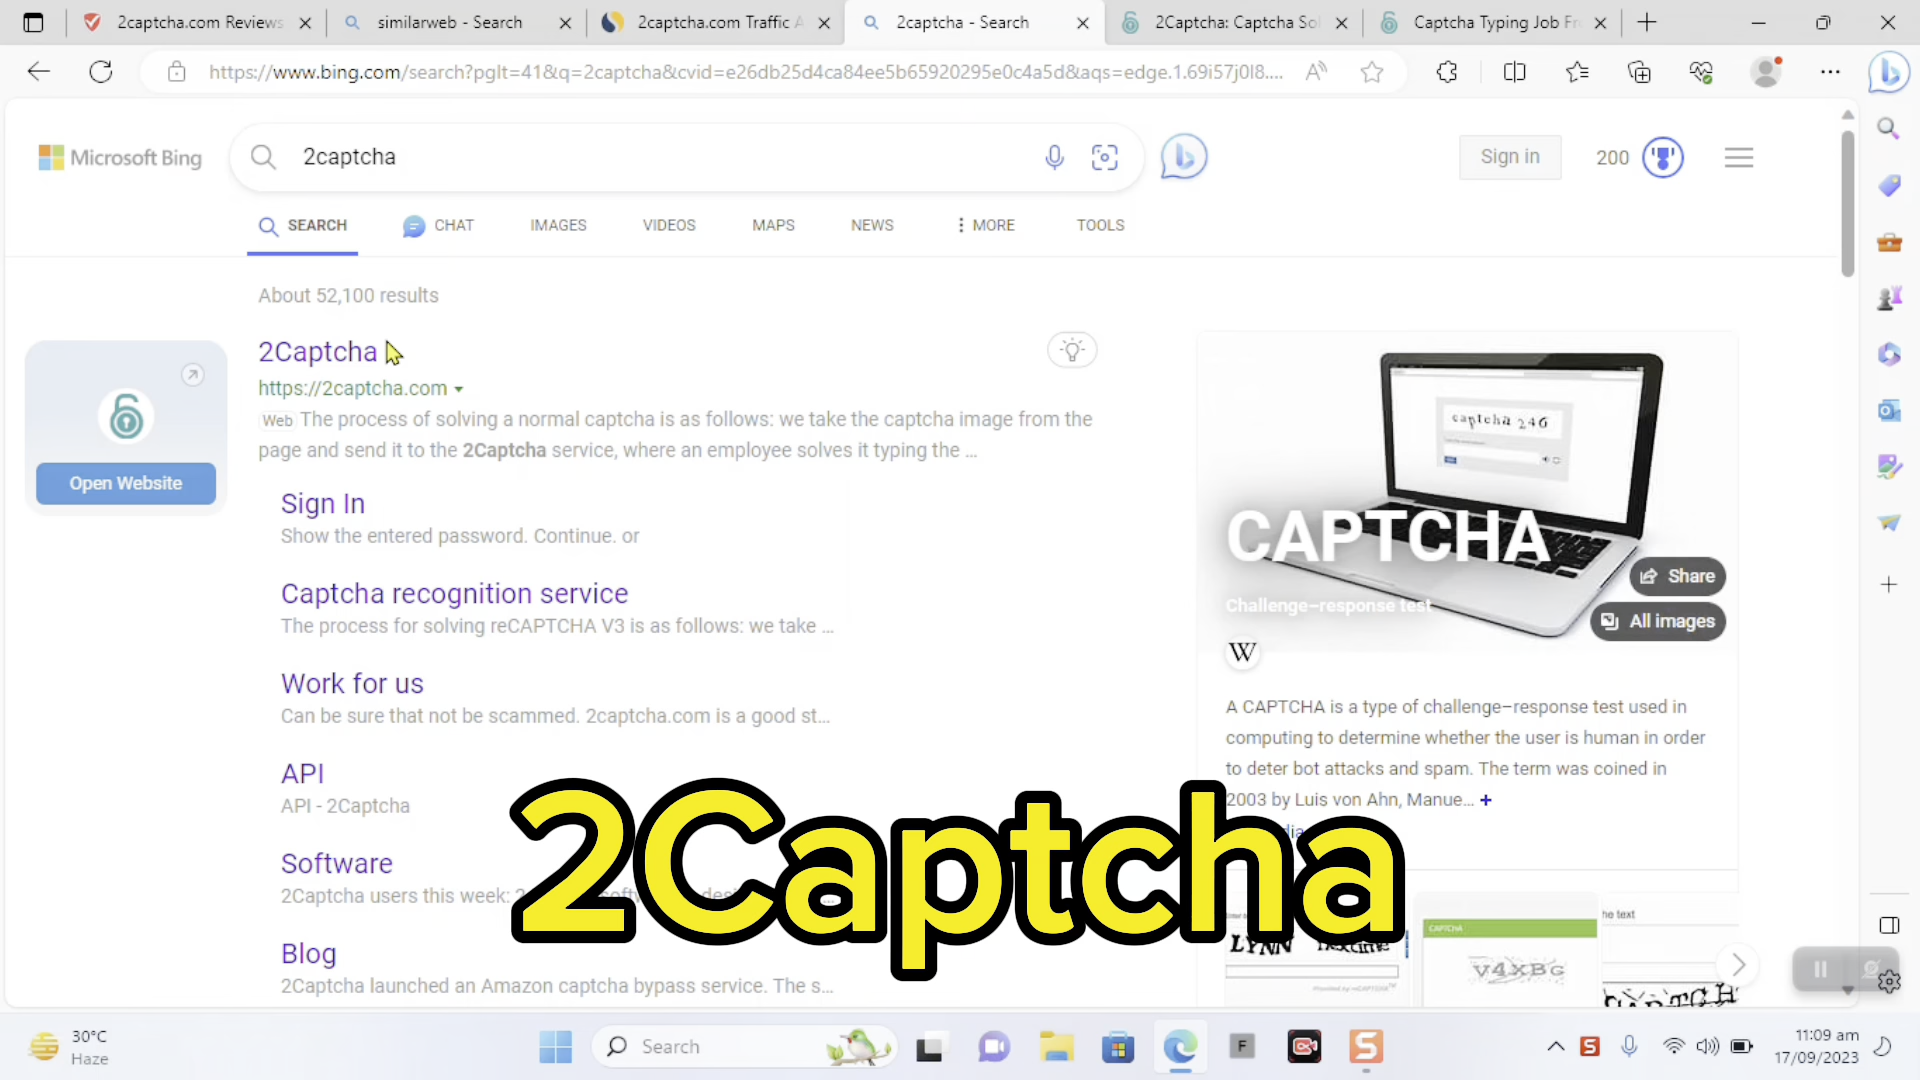 2captcha.com Reviews
similarweb - Search
2captcha.com Traffic A
2captcha - Search
2Captcha: Captcha Sol
Captcha Typing Job Fr
https://www.bing.com/search?pglt=41&q=2captcha&cvid=e26db25d4ca84ee5b65920295e0c4a5d&aqs=edge.1.69i57j0l8....
Microsoft Bing
2captcha
Sign in
200
SEARCH
CHAT
IMAGES
VIDEOS
MAPS
NEWS
MORE
TOOLS
About 52,100 results
2Captcha
https://2captcha.com
Web The process of solving a normal captcha is as follows: we take the captcha image from the
page and send it to the 2Captcha service, where an employee solves it typing the ...
Open Website
Sign In
Show the entered password. Continue. or
Captcha recognition service
The process for solving reCAPTCHA V3 is as follows: we take ...
Work for us
Can be sure that not be scammed. 2captcha.com is a good st...
API
API - 2Captcha
Software
2Captcha users this week:
Blog
2Captcha launched an Amazon captcha bypass service. The s...
captcha 246
CAPTCHA
Challenge–response test
Share
All images
W
A CAPTCHA is a type of challenge–response test used in
computing to determine whether the user is human in order
to deter bot attacks and spam. The term was coined in
2003 by Luis von Ahn, Manue... +
2Captcha
LYNN
CAPTCHA
V4XBG
he text
30°C
Haze
Search
11:09 am
17/09/2023